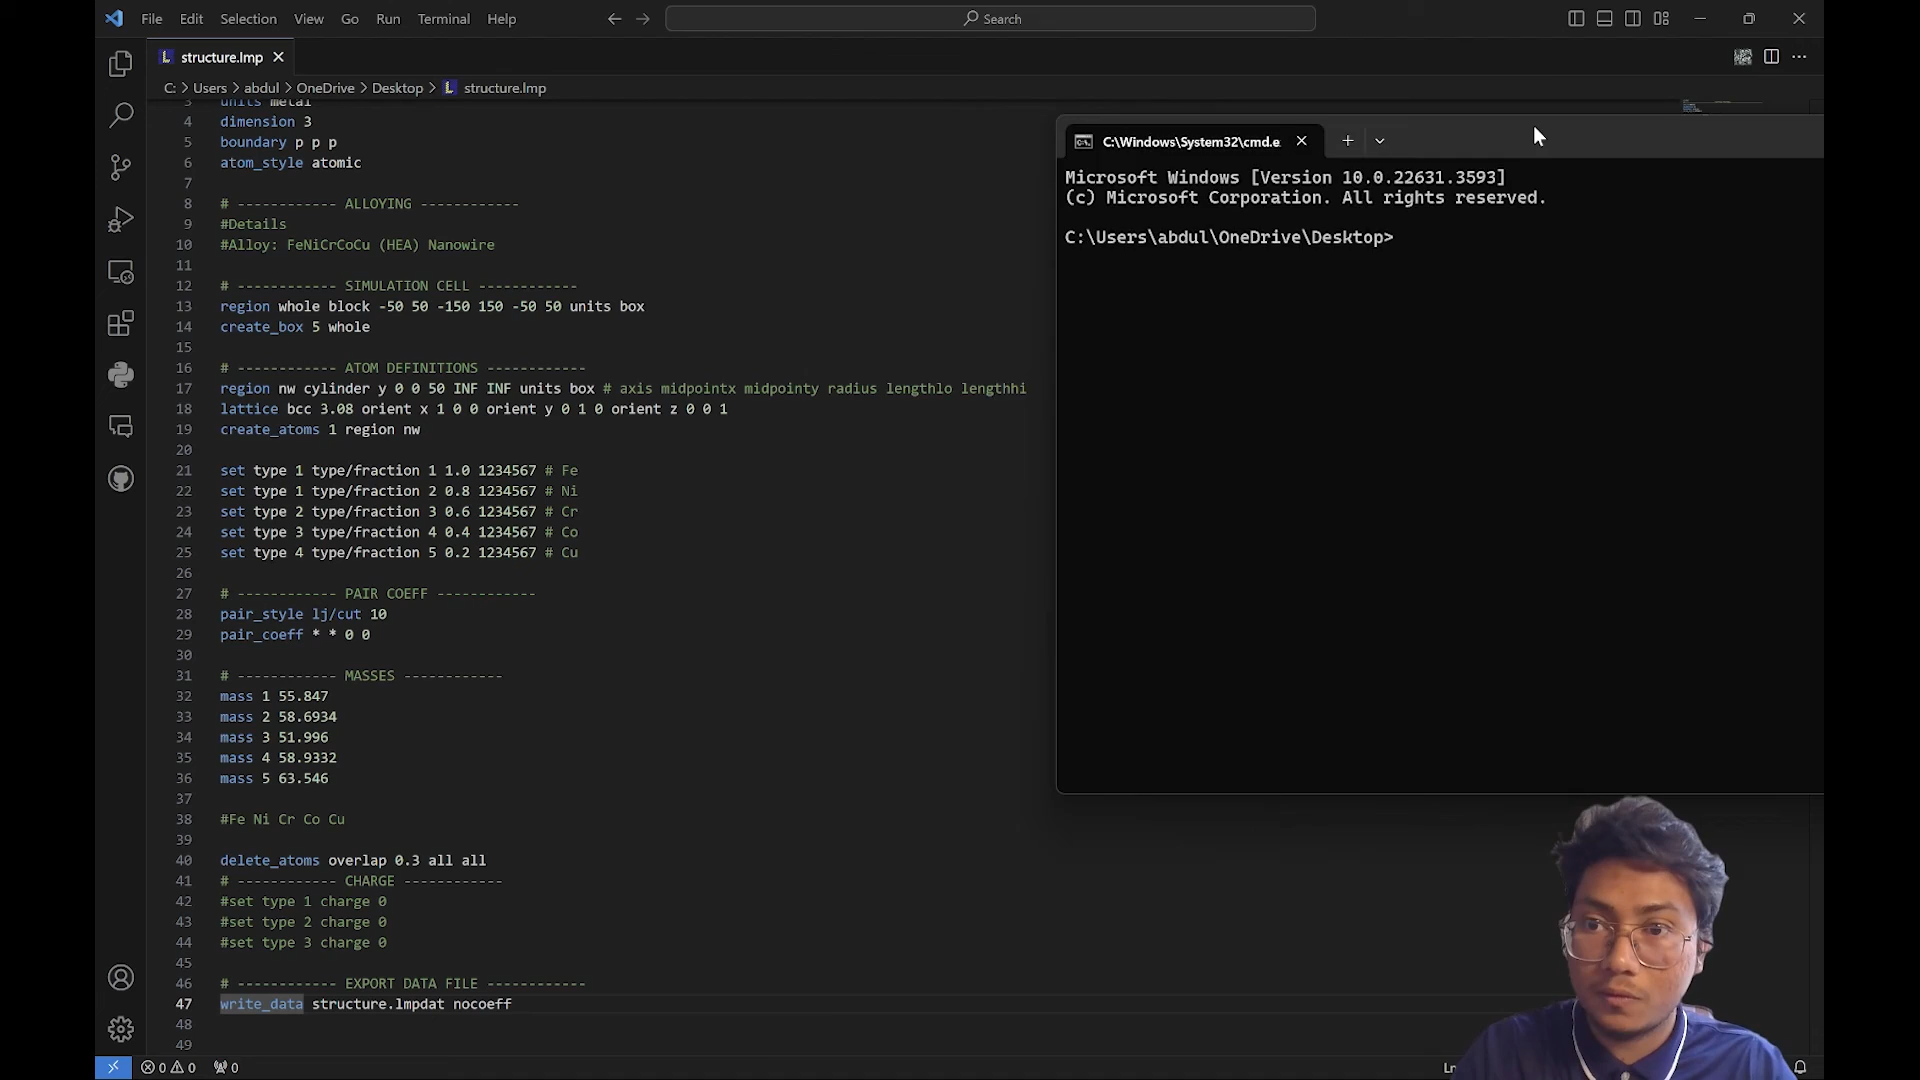 File Edit Selection View Go Run Terminal Help
Search
structure.lmp
C: > Users > abdul > OneDrive > Desktop > structure.lmp
3 units metal
4 dimension 3
5 boundary p p p
6 atom_style atomic
7
8 # ------------ ALLOYING ------------
9 #Details
10 #Alloy: FeNiCrCoCu (HEA) Nanowire
11
12 # ------------ SIMULATION CELL ------------
13 region whole block -50 50 -150 150 -50 50 units box
14 create_box 5 whole
15
16 # ------------ ATOM DEFINITIONS ------------
17 region nw cylinder y 0 0 50 INF INF units box # axis midpointx midpointy radius lengthlo lengthhi
18 lattice bcc 3.08 orient x 1 0 0 orient y 0 1 0 orient z 0 0 1
19 create_atoms 1 region nw
20
21 set type 1 type/fraction 1 1.0 1234567 # Fe
22 set type 1 type/fraction 2 0.8 1234567 # Ni
23 set type 2 type/fraction 3 0.6 1234567 # Cr
24 set type 3 type/fraction 4 0.4 1234567 # Co
25 set type 4 type/fraction 5 0.2 1234567 # Cu
26
27 # ------------ PAIR COEFF ------------
28 pair_style lj/cut 10
29 pair_coeff * * 0 0
30
31 # ------------ MASSES ------------
32 mass 1 55.847
33 mass 2 58.6934
34 mass 3 51.996
35 mass 4 58.9332
36 mass 5 63.546
37
38 #Fe Ni Cr Co Cu
39
40 delete_atoms overlap 0.3 all all
41 # ------------ CHARGE ------------
42 #set type 1 charge 0
43 #set type 2 charge 0
44 #set type 3 charge 0
45
46 # ------------ EXPORT DATA FILE ------------
47 write_data structure.lmpdat nocoeff
48
49
C:\Windows\System32\cmd.e
Microsoft Windows [Version 10.0.22631.3593]
(c) Microsoft Corporation. All rights reserved.
C:\Users\abdul\OneDrive\Desktop>
0 0 0
Ln